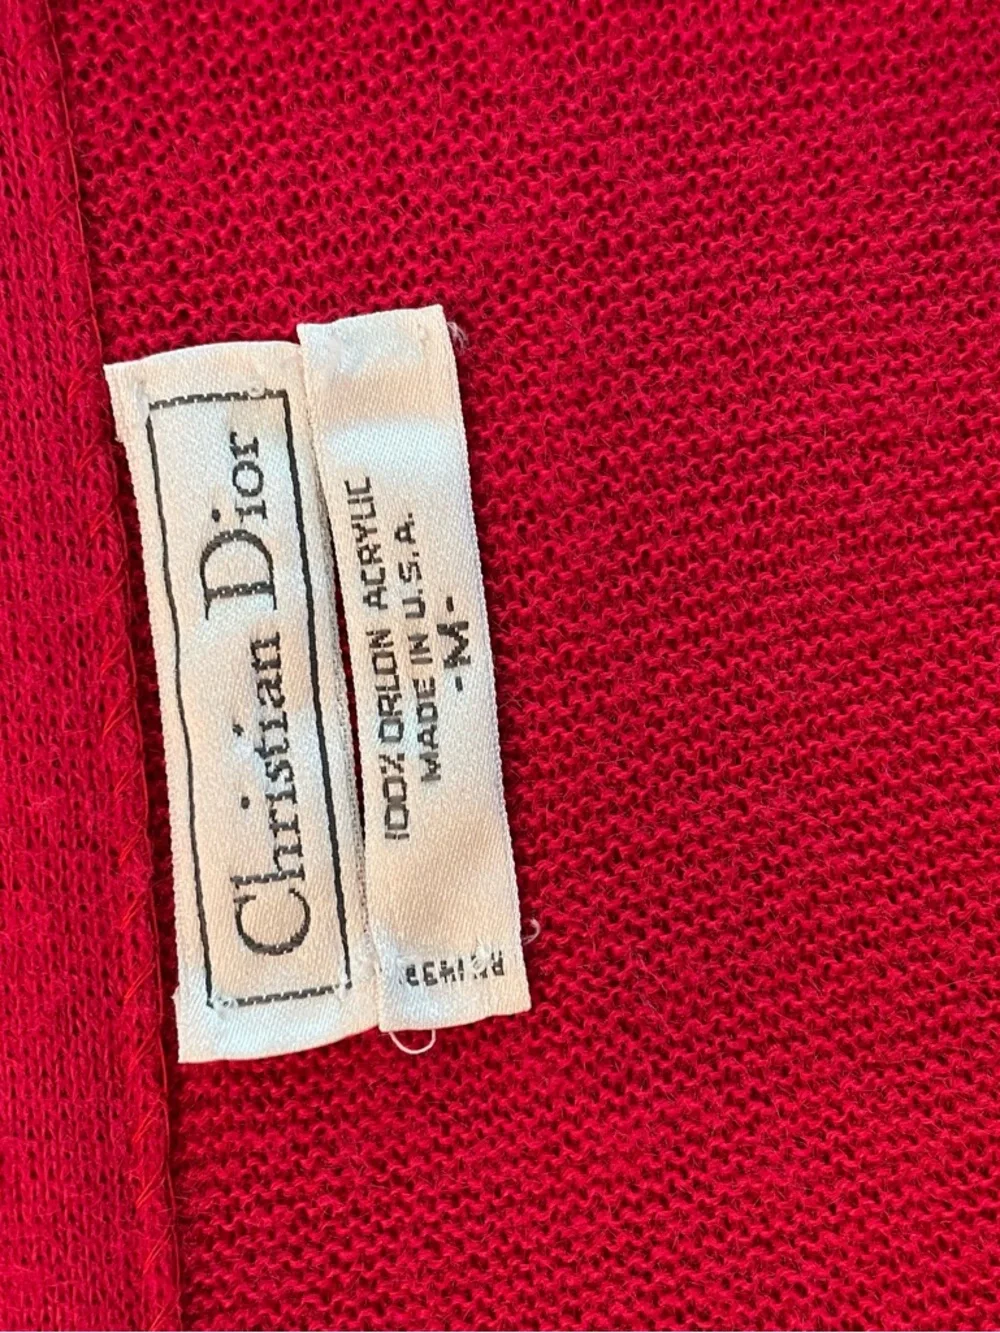 Christian Dior
100% ORLON ACRYLIC
MADE IN U.S.A.
-M-